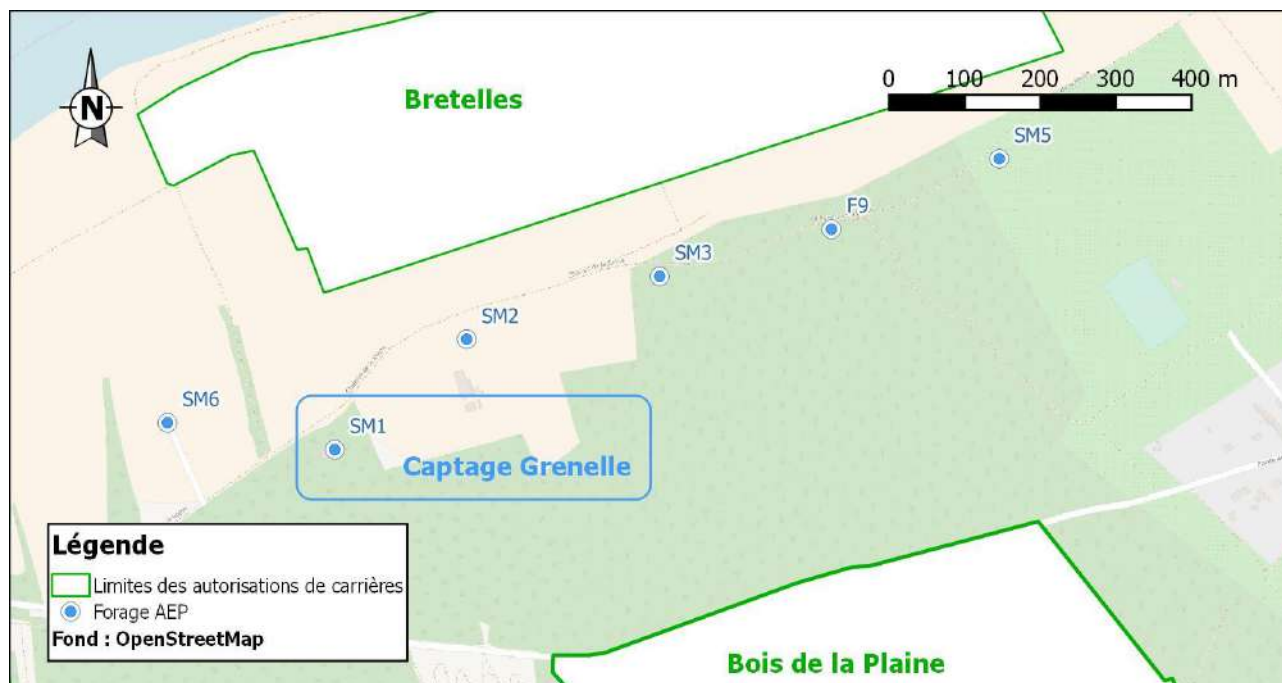 N
Bretelles
0 100 200 300 400 m
SM5
F9
SM3
SM2
SM6
SM1
Captage Grenelle
Légende
Limites des autorisations de carrières
Forage AEP
Fond : OpenStreetMap
Bois de la Plaine